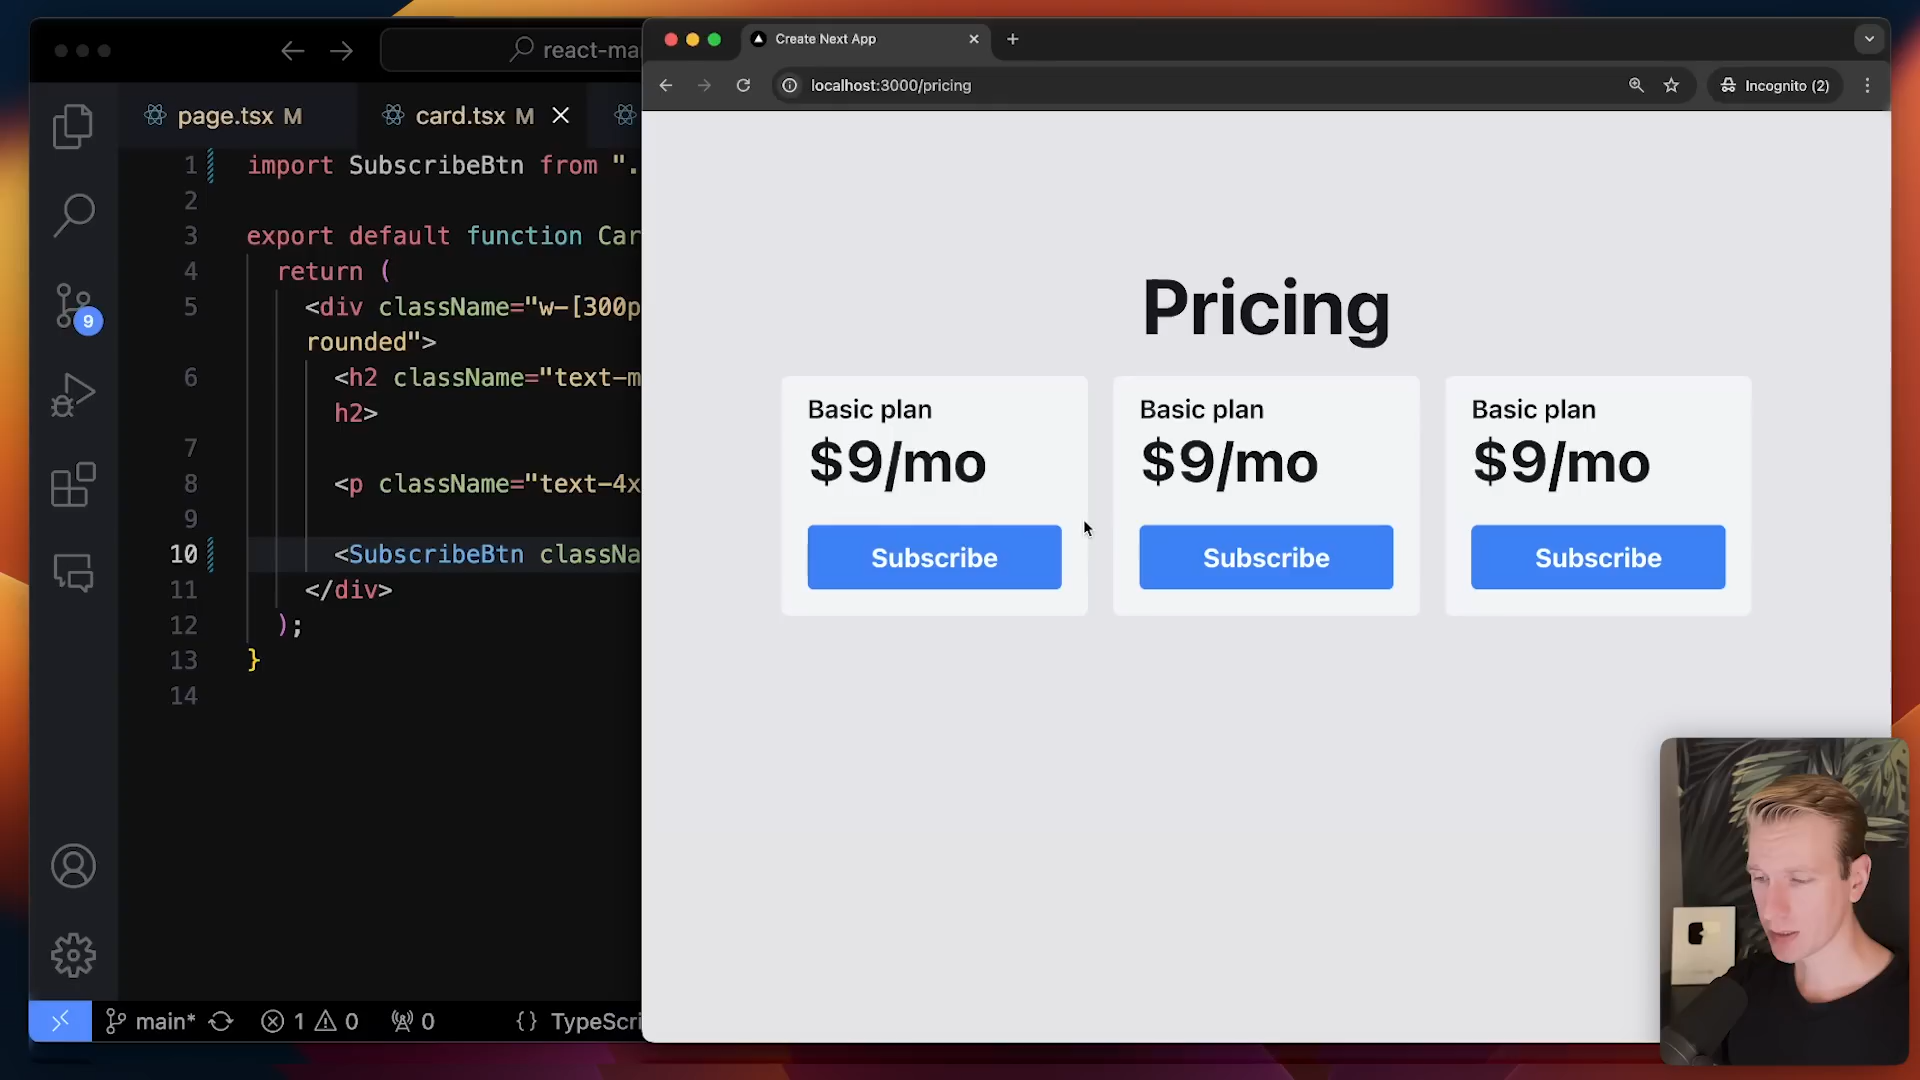 react-ma
page.tsx M
card.tsx M
1 import SubscribeBtn from ".
2
3 export default function Car
4 return (
5 <div className="w-[300p
rounded">
6 <h2 className="text-m
h2>
7
8 <p className="text-4x
9
10 <SubscribeBtn classNa
11 </div>
12 );
13 }
14
9
main* 1 0 0 {} TypeScri
Create Next App
localhost:3000/pricing
Incognito (2)
Pricing
Basic plan
$9/mo
Subscribe
Basic plan
$9/mo
Subscribe
Basic plan
$9/mo
Subscribe